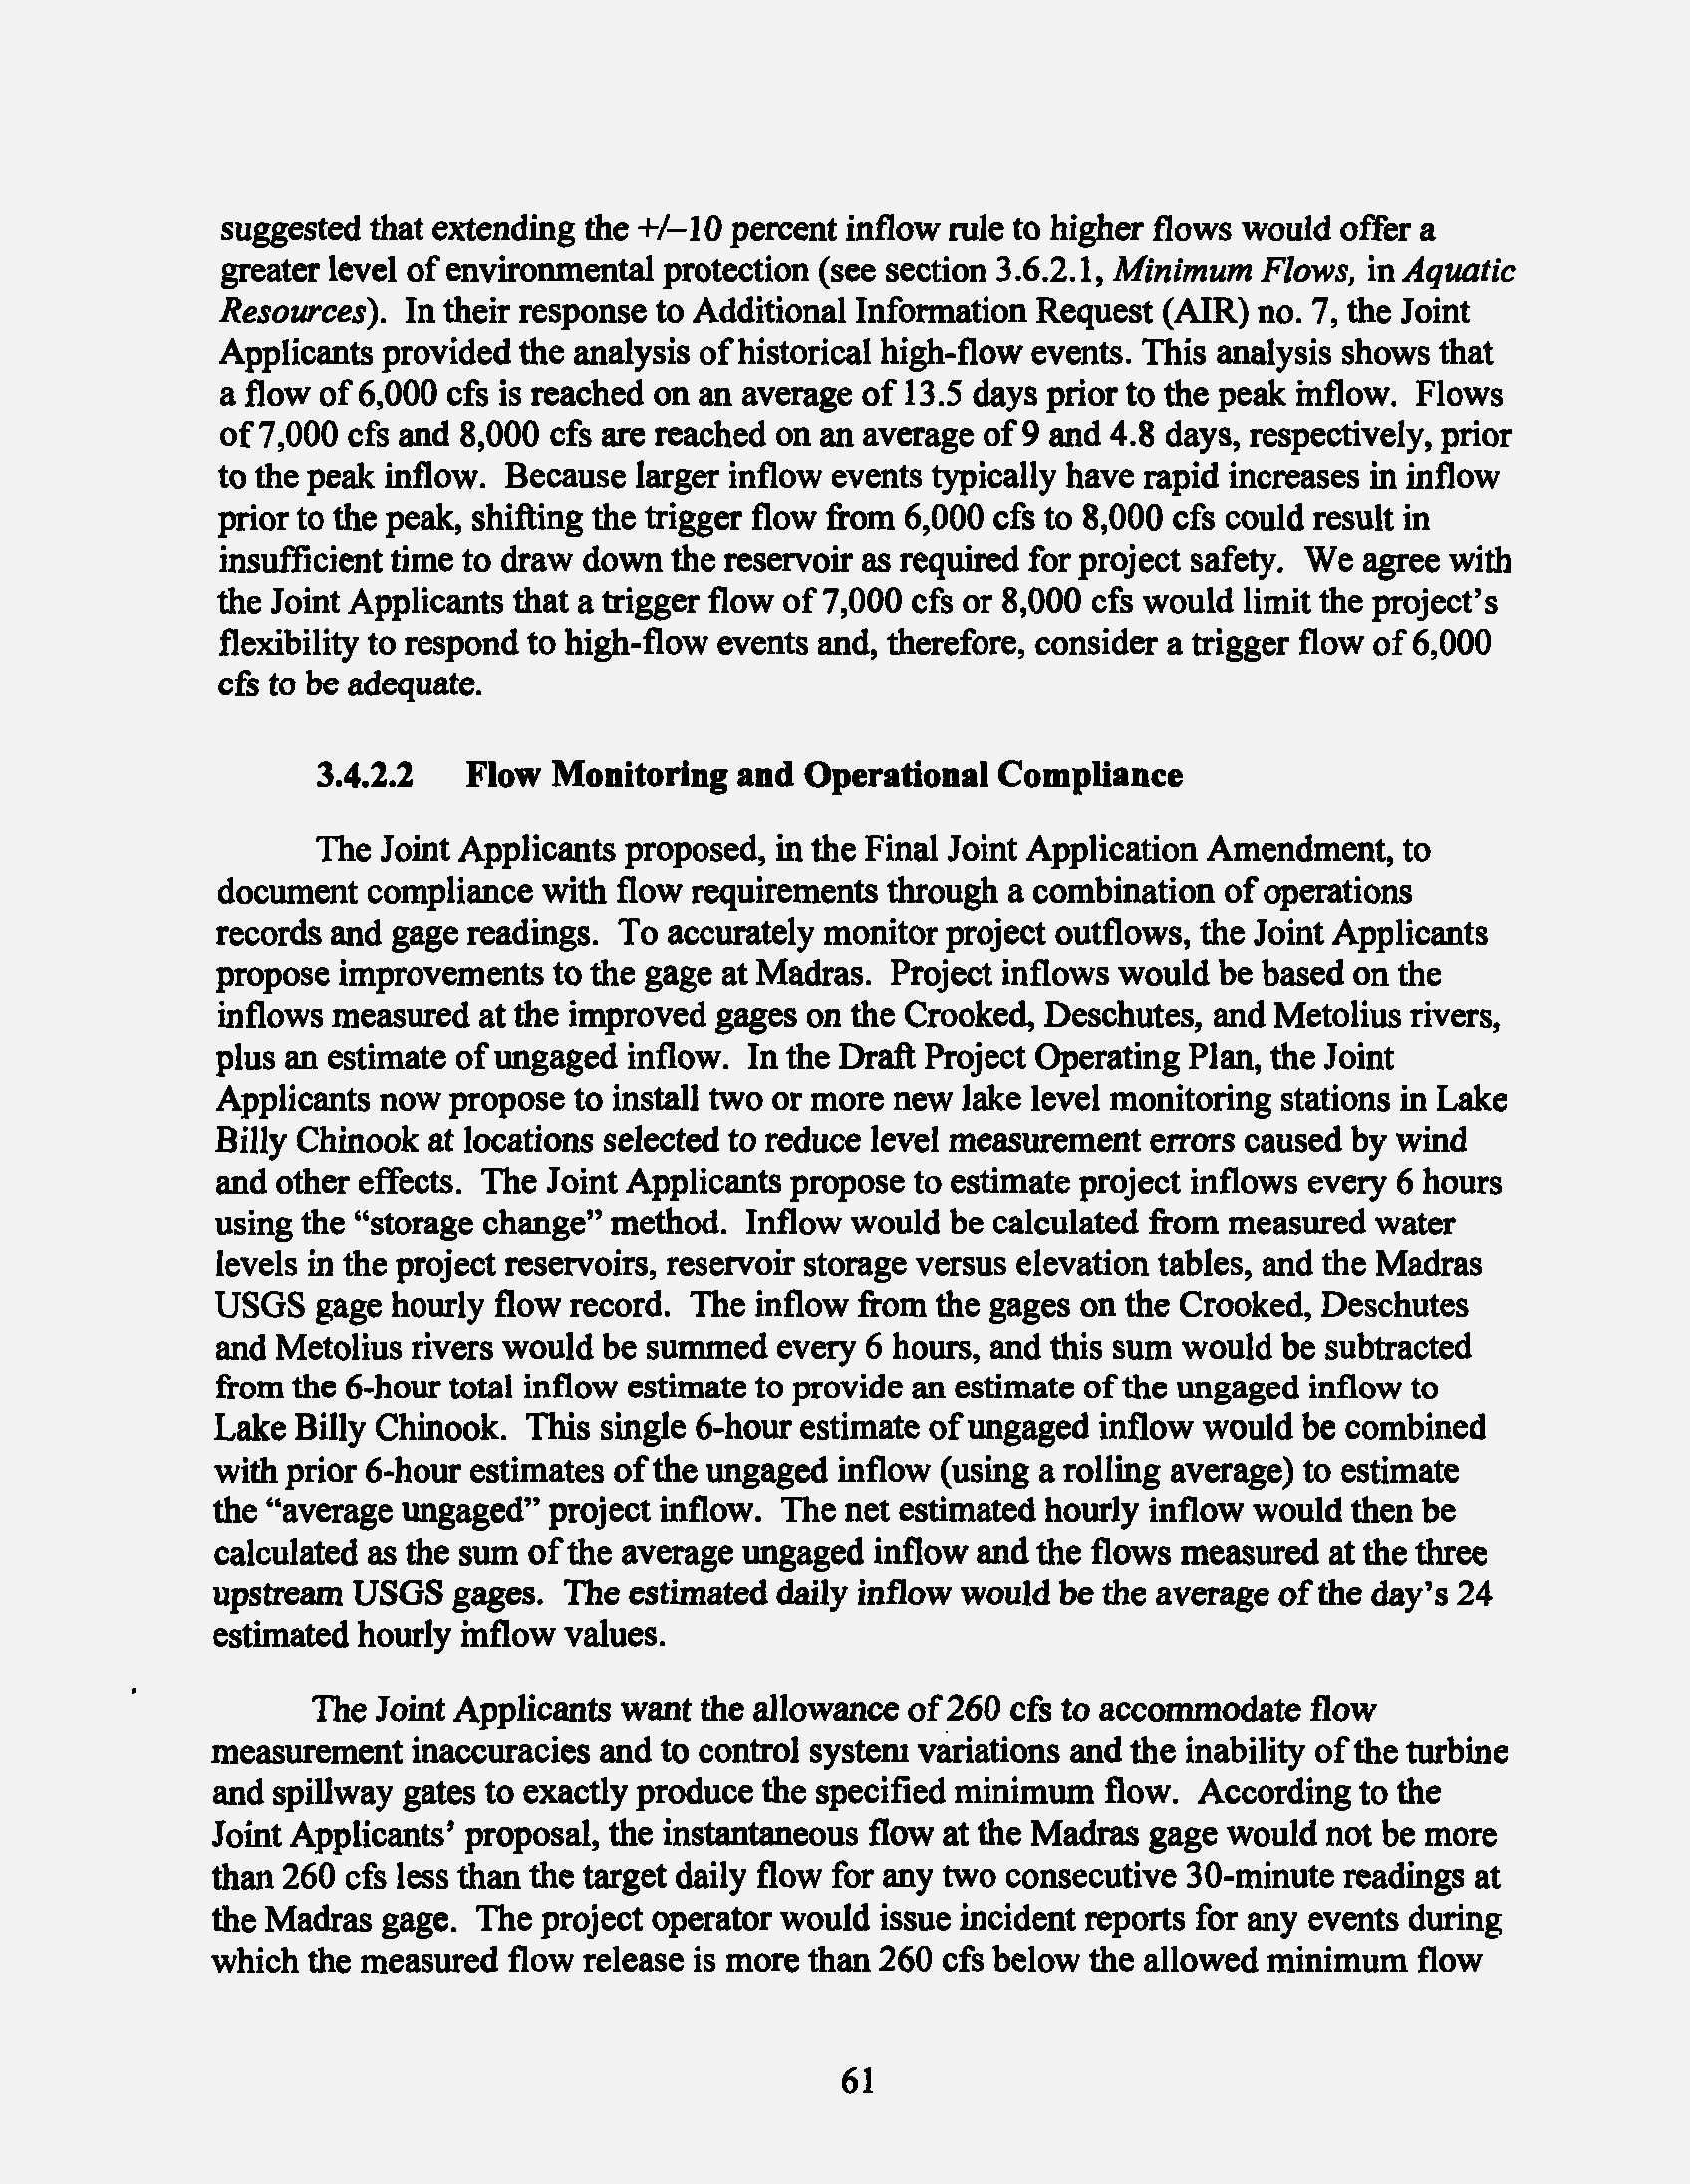 suggested that extending the +/–10 percent inflow rule to higher flows would offer a
greater level of environmental protection (see section 3.6.2.1, Minimum Flows, in Aquatic
Resources). In their response to Additional Information Request (AIR) no. 7, the Joint
Applicants provided the analysis of historical high-flow events. This analysis shows that
a flow of 6,000 cfs is reached on an average of 13.5 days prior to the peak inflow. Flows
of 7,000 cfs and 8,000 cfs are reached on an average of 9 and 4.8 days, respectively, prior
to the peak inflow. Because larger inflow events typically have rapid increases in inflow
prior to the peak, shifting the trigger flow from 6,000 cfs to 8,000 cfs could result in
insufficient time to draw down the reservoir as required for project safety. We agree with
the Joint Applicants that a trigger flow of 7,000 cfs or 8,000 cfs would limit the project's
flexibility to respond to high-flow events and, therefore, consider a trigger flow of 6,000
cfs to be adequate.
3.4.2.2 Flow Monitoring and Operational Compliance
The Joint Applicants proposed, in the Final Joint Application Amendment, to
document compliance with flow requirements through a combination of operations
records and gage readings. To accurately monitor project outflows, the Joint Applicants
propose improvements to the gage at Madras. Project inflows would be based on the
inflows measured at the improved gages on the Crooked, Deschutes, and Metolius rivers,
plus an estimate of ungaged inflow. In the Draft Project Operating Plan, the Joint
Applicants now propose to install two or more new lake level monitoring stations in Lake
Billy Chinook at locations selected to reduce level measurement errors caused by wind
and other effects. The Joint Applicants propose to estimate project inflows every 6 hours
using the "storage change" method. Inflow would be calculated from measured water
levels in the project reservoirs, reservoir storage versus elevation tables, and the Madras
USGS gage hourly flow record. The inflow from the gages on the Crooked, Deschutes
and Metolius rivers would be summed every 6 hours, and this sum would be subtracted
from the 6-hour total inflow estimate to provide an estimate of the ungaged inflow to
Lake Billy Chinook. This single 6-hour estimate of ungaged inflow would be combined
with prior 6-hour estimates of the ungaged inflow (using a rolling average) to estimate
the "average ungaged" project inflow. The net estimated hourly inflow would then be
calculated as the sum of the average ungaged inflow and the flows measured at the three
upstream USGS gages. The estimated daily inflow would be the average of the day's 24
estimated hourly inflow values.
The Joint Applicants want the allowance of 260 cfs to accommodate flow
measurement inaccuracies and to control system variations and the inability of the turbine
and spillway gates to exactly produce the specified minimum flow. According to the
Joint Applicants' proposal, the instantaneous flow at the Madras gage would not be more
than 260 cfs less than the target daily flow for any two consecutive 30-minute readings at
the Madras gage. The project operator would issue incident reports for any events during
which the measured flow release is more than 260 cfs below the allowed minimum flow
61